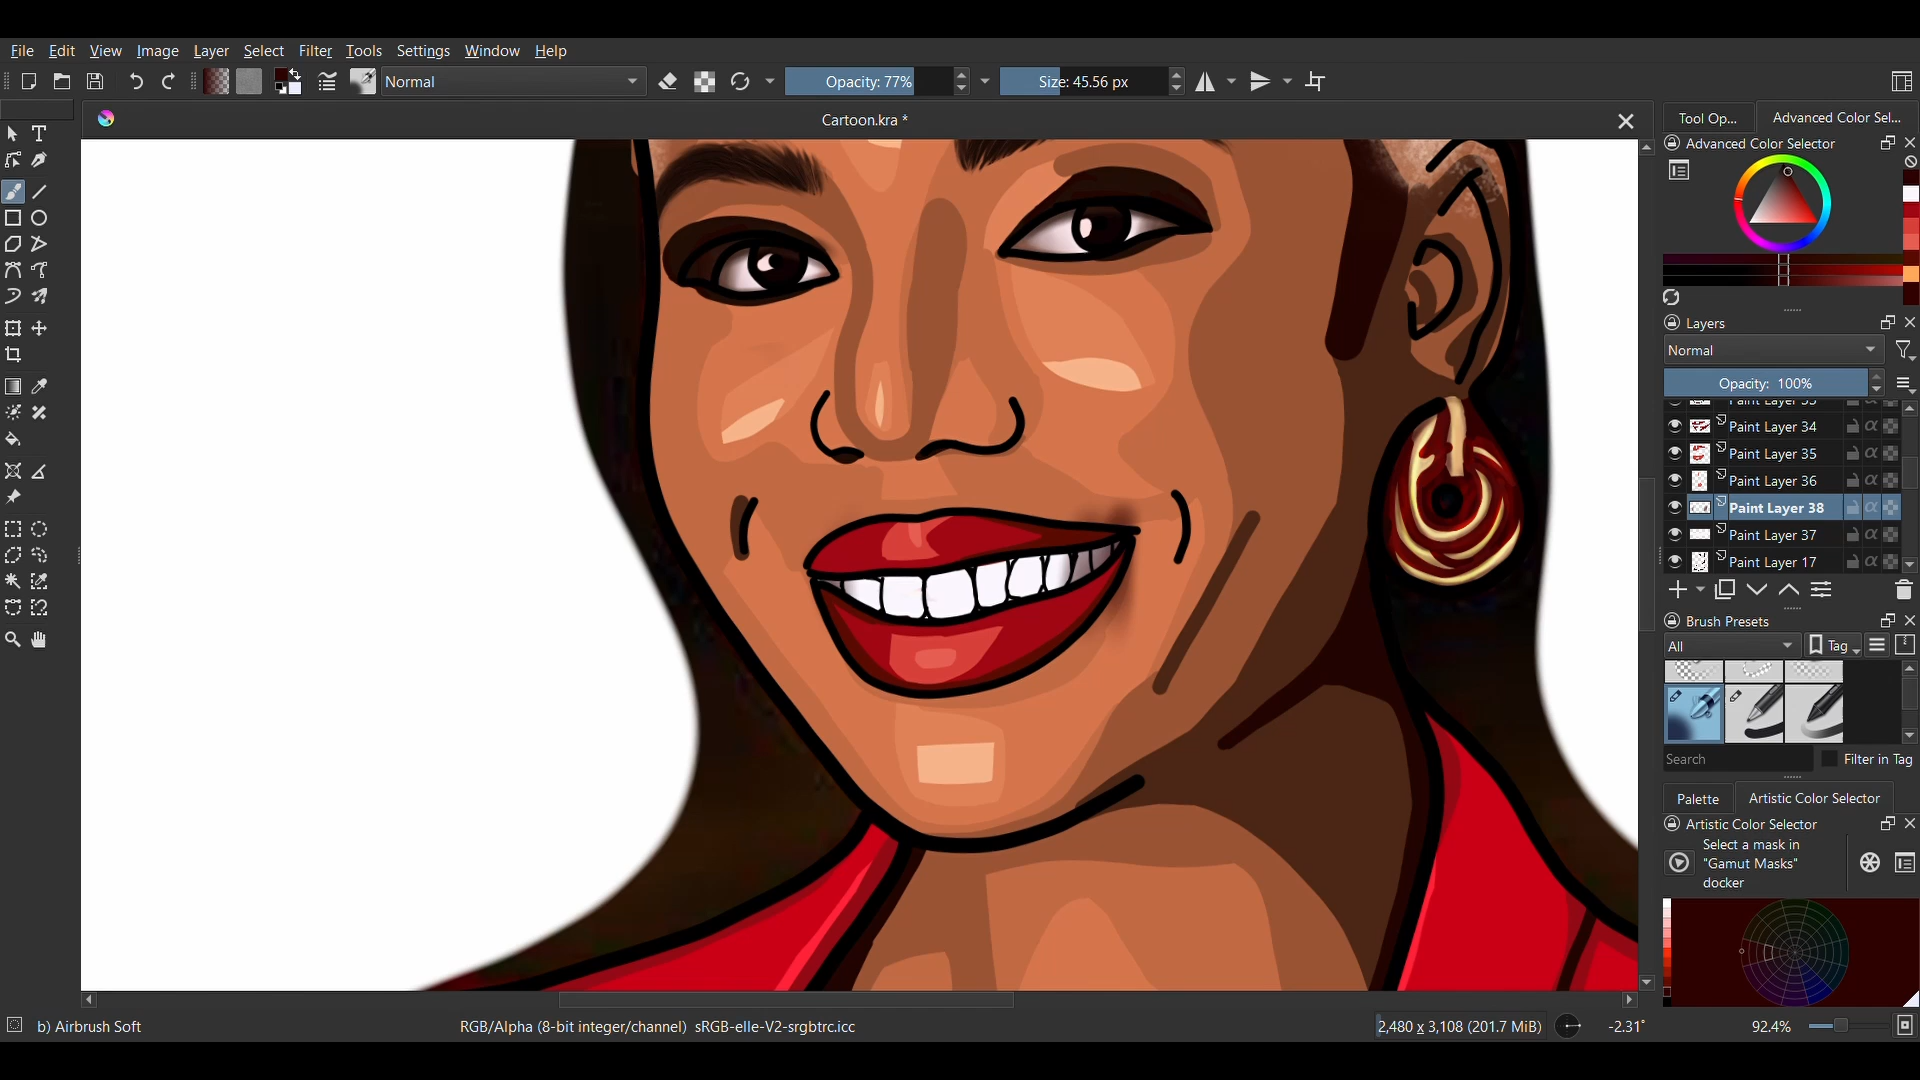 File Edit View Image Layer Select Filter Tools Settings Window Help
Normal Opacity: 77% Size: 45.56 px
Cartoon.kra *
Tool Op... Advanced Color Sel...
Advanced Color Selector
Layers
Normal
Opacity: 100%
Paint Layer 33
Paint Layer 34
Paint Layer 35
Paint Layer 36
Paint Layer 38
Paint Layer 37
Paint Layer 17
Brush Presets
All Tag
Search Filter in Tag
Palette Artistic Color Selector
Artistic Color Selector
Select a mask in
"Gamut Masks"
docker
b) Airbrush Soft RGB/Alpha (8-bit integer/channel) sRGB-elle-V2-srgbtrc.icc 2,480 x 3,108 (201.7 MiB) -2.31° 92.4%